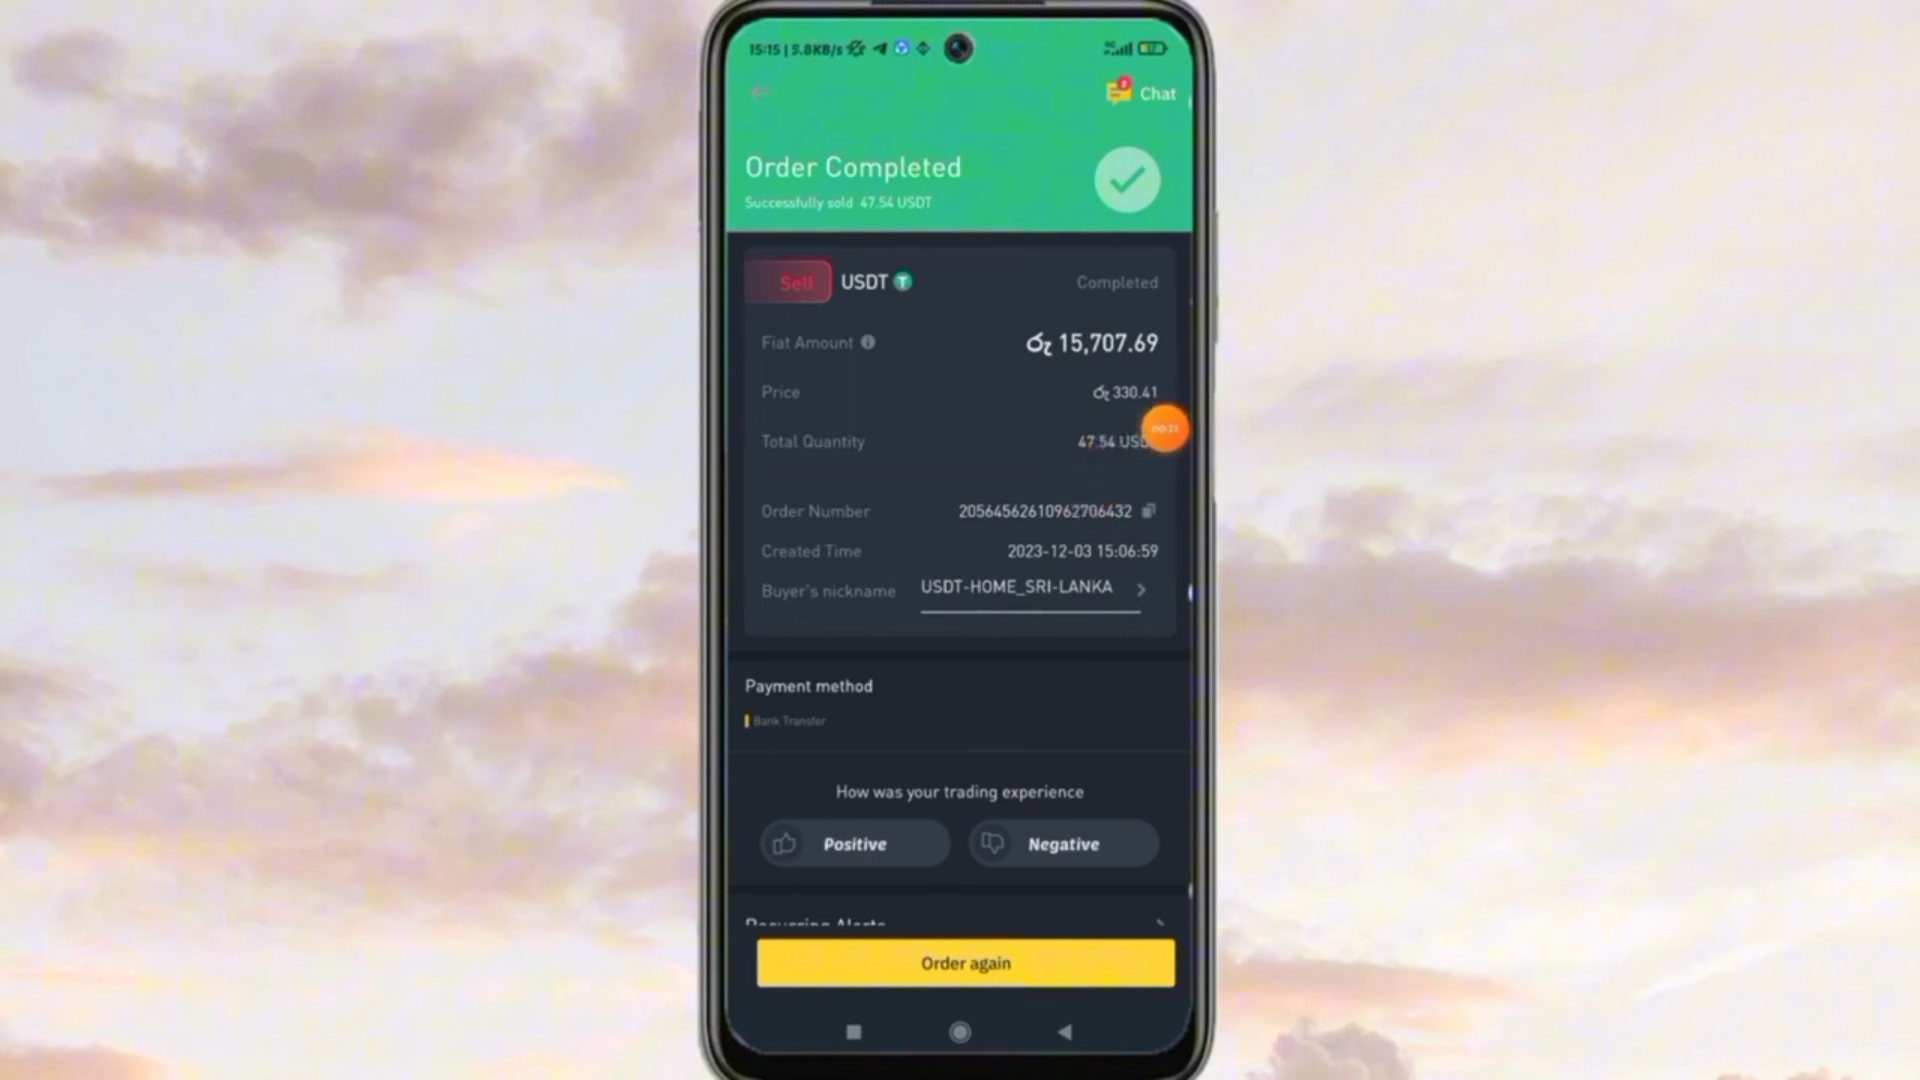 15:15 | 5.8KB/s
Chat
Order Completed
Successfully sold 47.54 USDT
Sell USDT Completed
Fiat Amount රු 15,707.69
Price රු 330.41
Total Quantity 47.54
Order Number 20564562610962706432
Created Time 2023-12-03 15:06:59
Buyer's nickname USDT-HOME_SRI-LANKA
Payment method
Bank Transfer
How was your trading experience
Positive Negative
Recurring Alerts
Order again